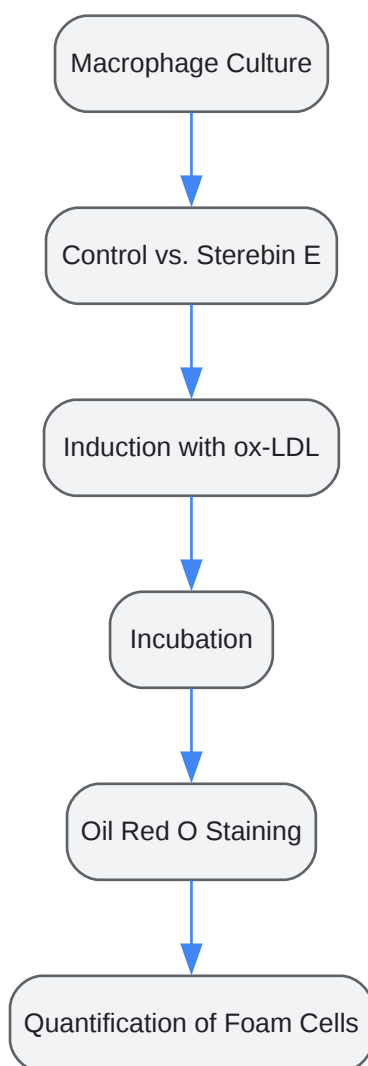 Macrophage Culture
Control vs. Sterebin E
Induction with ox-LDL
Incubation
Oil Red O Staining
Quantification of Foam Cells